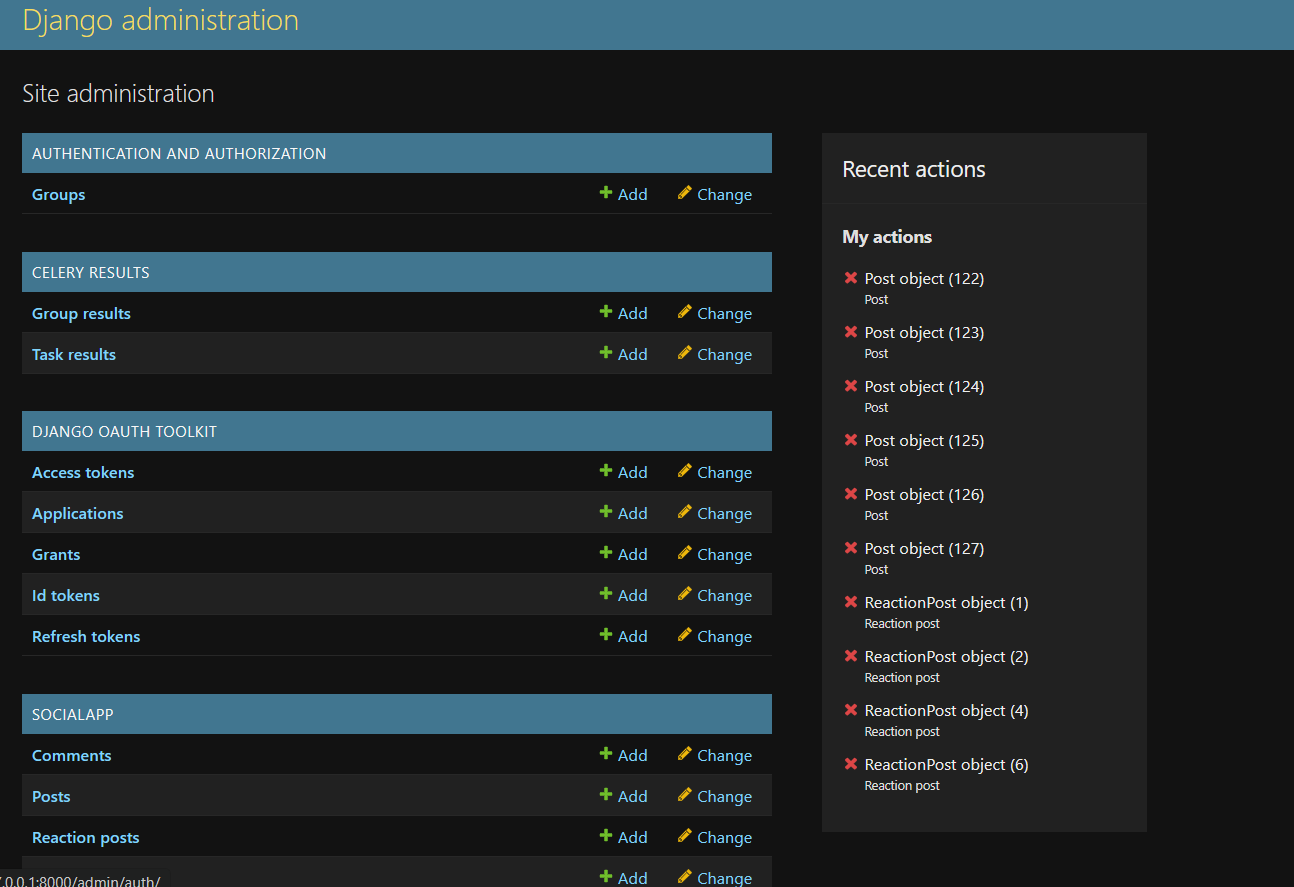 Django administration
Site administration
AUTHENTICATION AND AUTHORIZATION
Groups Add Change
CELERY RESULTS
Group results Add Change
Task results Add Change
DJANGO OAUTH TOOLKIT
Access tokens Add Change
Applications Add Change
Grants Add Change
Id tokens Add Change
Refresh tokens Add Change
SOCIALAPP
Comments Add Change
Posts Add Change
Reaction posts Add Change
Add Change
Recent actions
My actions
Post object (122)
Post
Post object (123)
Post
Post object (124)
Post
Post object (125)
Post
Post object (126)
Post
Post object (127)
Post
ReactionPost object (1)
Reaction post
ReactionPost object (2)
Reaction post
ReactionPost object (4)
Reaction post
ReactionPost object (6)
Reaction post
.0.0.1:8000/admin/auth/